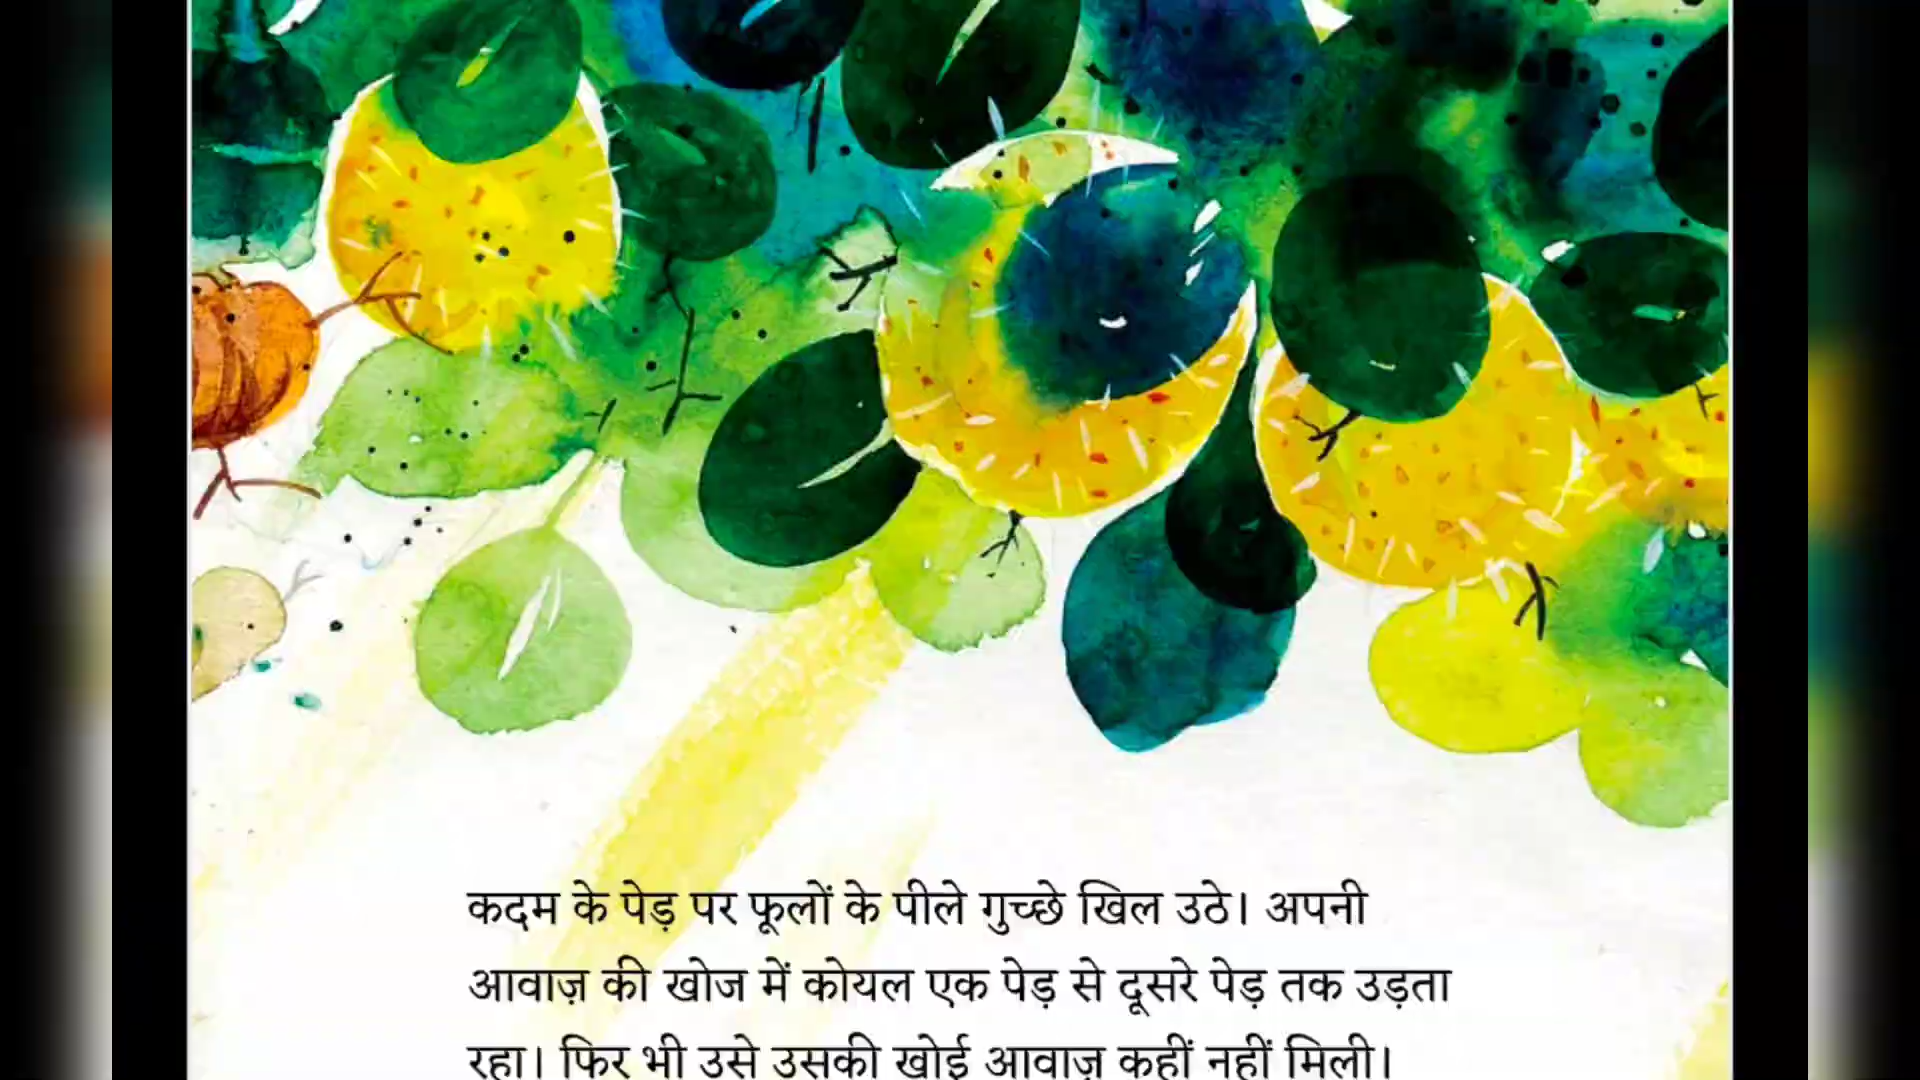 कदम के पेड़ पर फूलों के पीले गुच्छे खिल उठे। अपनी
आवाज़ की खोज में कोयल एक पेड़ से दूसरे पेड़ तक उड़ता
रहा। फिर भी उसे उसकी खोई आवाज़ कहीं नहीं मिली।